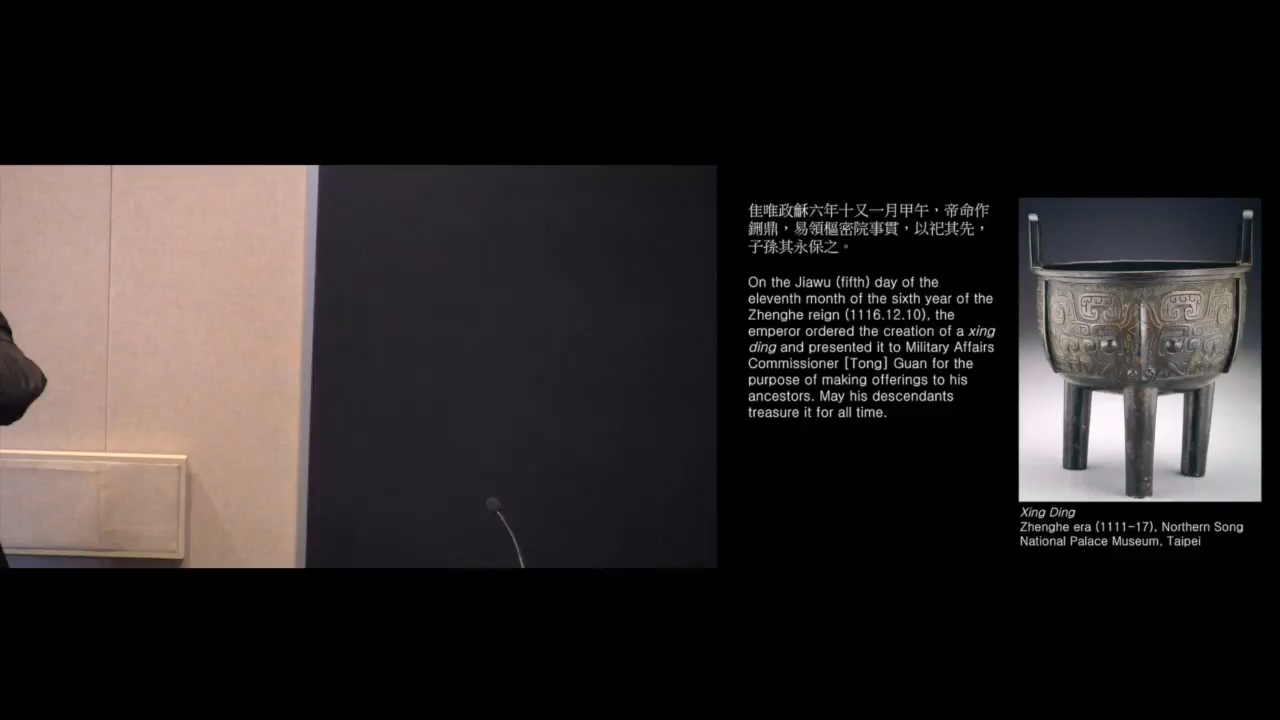 隹唯政龢六年十又一月甲午，帝命作
鉶鼎，易領樞密院事貫，以祀其先，
子孫其永保之。
On the Jiawu (fifth) day of the
eleventh month of the sixth year of the
Zhenghe reign (1116.12.10), the
emperor ordered the creation of a xing
ding and presented it to Military Affairs
Commissioner [Tong] Guan for the
purpose of making offerings to his
ancestors. May his descendants
treasure it for all time.
Xing Ding
Zhenghe era (1111-17), Northern Song
National Palace Museum, Taipei